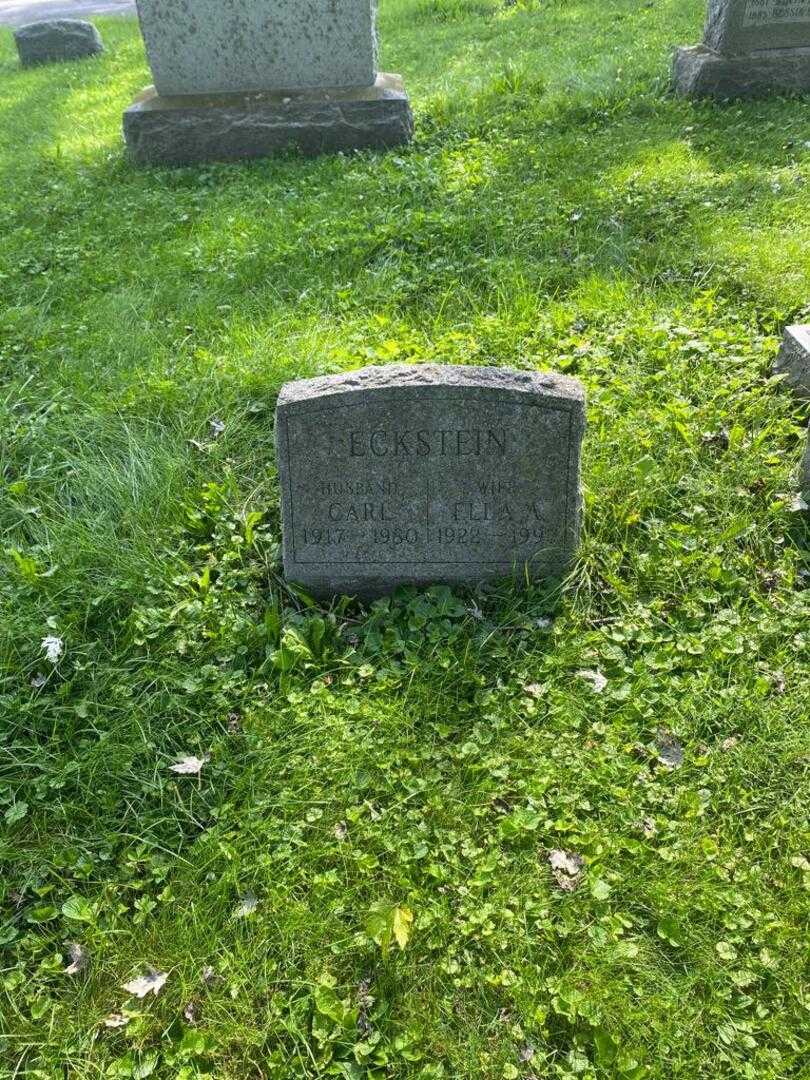 ECKSTEIN
HUSBAND WIFE
CARL ELLA M.
1917 – 1980 1922 –